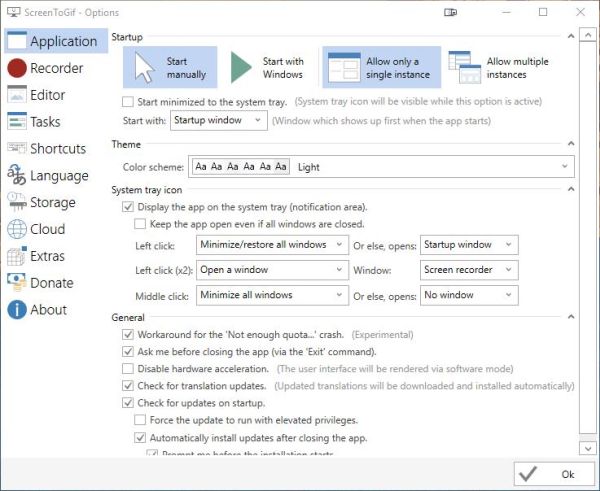 ScreenToGif - Options
Application
Recorder
Editor
Tasks
Shortcuts
Language
Storage
Cloud
Extras
Donate
About
Startup
Start manually
Start with Windows
Allow only a single instance
Allow multiple instances
Start minimized to the system tray. (System tray icon will be visible while this option is active)
Start with: Startup window (Window which shows up first when the app starts)
Theme
Color scheme: Aa Aa Aa Aa Aa Aa Light
System tray icon
Display the app on the system tray (notification area).
Keep the app open even if all windows are closed.
Left click: Minimize/restore all windows Or else, opens: Startup window
Left click (x2): Open a window Window: Screen recorder
Middle click: Minimize all windows Or else, opens: No window
General
Workaround for the 'Not enough quota...' crash. (Experimental)
Ask me before closing the app (via the 'Exit' command).
Disable hardware acceleration. (The user interface will be rendered via software mode)
Check for translation updates. (Updated translations will be downloaded and installed automatically)
Check for updates on startup.
Force the update to run with elevated privileges.
Automatically install updates after closing the app.
Prompt me before the installation starts
Ok